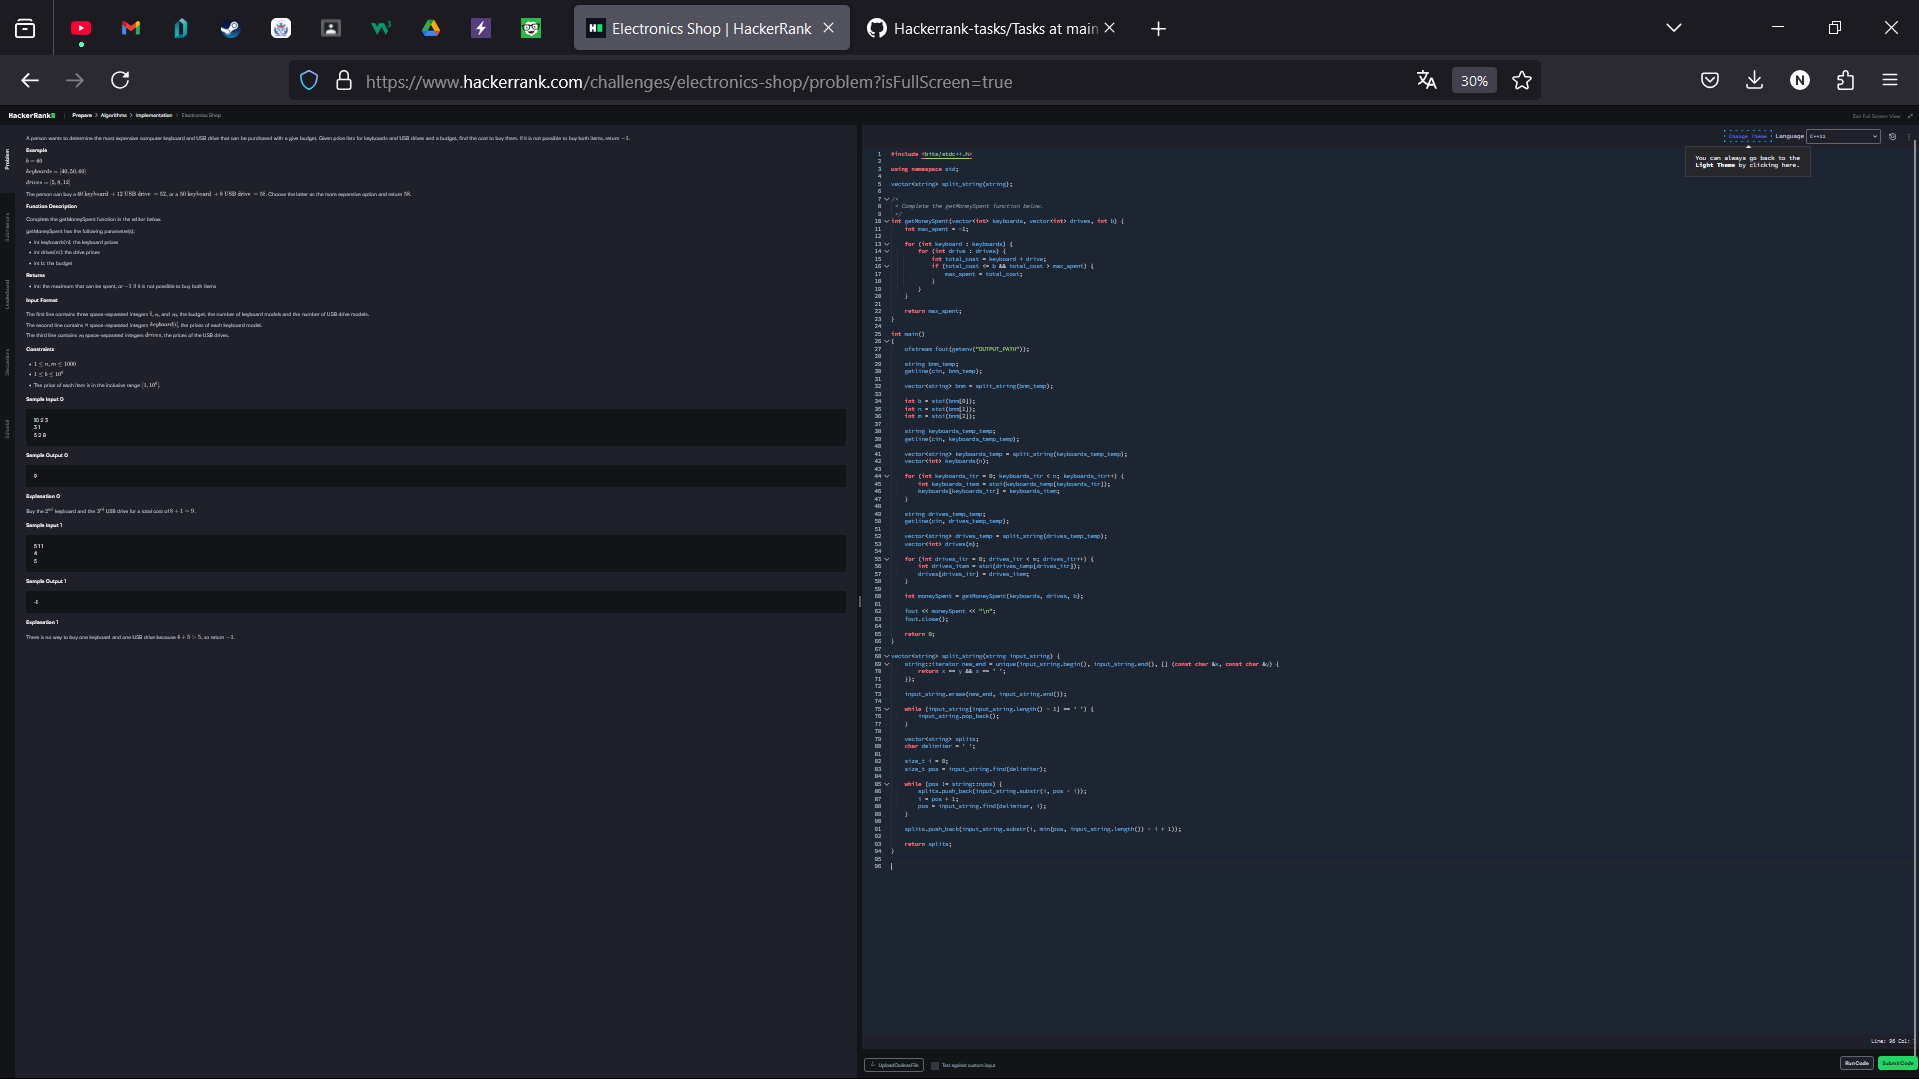 Electronics Shop | HackerRank
Hackerrank-tasks/Tasks at main
https://www.hackerrank.com/challenges/electronics-shop/problem?isFullScreen=true
30%
N
HackerRank
Prepare > Algorithms > Implementation > Electronics Shop
Exit Full Screen View
Problem
Submissions
Leaderboard
Discussions
Editorial
A person wants to determine the most expensive computer keyboard and USB drive that can be purchased with a give budget. Given price lists for keyboards and USB drives and a budget, find the cost to buy them. If it is not possible to buy both items, return −1.
Example
b = 60
keyboards = [40, 50, 60]
drives = [5, 8, 12]
The person can buy a 40 keyboard + 12 USB drive = 52, or a 50 keyboard + 8 USB drive = 58. Choose the latter as the more expensive option and return 58.
Function Description
Complete the getMoneySpent function in the editor below.
getMoneySpent has the following parameter(s):
• int keyboards[n]: the keyboard prices
• int drives[m]: the drive prices
• int b: the budget
Returns
• int: the maximum that can be spent, or −1 if it is not possible to buy both items
Input Format
The first line contains three space-separated integers b, n, and m, the budget, the number of keyboard models and the number of USB drive models.
The second line contains n space-separated integers keyboard[i], the prices of each keyboard model.
The third line contains m space-separated integers drives, the prices of the USB drives.
Constraints
• 1 ≤ n, m ≤ 1000
• 1 ≤ b ≤ 10⁶
• The price of each item is in the inclusive range [1, 10⁶].
Sample Input 0
10 2 3
3 1
5 2 8
Sample Output 0
9
Explanation 0
Buy the 2nd keyboard and the 3rd USB drive for a total cost of 8 + 1 = 9.
Sample Input 1
5 1 1
4
5
Sample Output 1
-1
Explanation 1
There is no way to buy one keyboard and one USB drive because 4 + 5 > 5, so return −1.
Change Theme
Language
C++11
You can always go back to the
Light Theme by clicking here.
1 #include <bits/stdc++.h>
2
3 using namespace std;
4
5 vector<string> split_string(string);
6
7 /*
8 * Complete the getMoneySpent function below.
9 */
10 int getMoneySpent(vector<int> keyboards, vector<int> drives, int b) {
11 int max_spent = -1;
12
13 for (int keyboard : keyboards) {
14 for (int drive : drives) {
15 int total_cost = keyboard + drive;
16 if (total_cost <= b && total_cost > max_spent) {
17 max_spent = total_cost;
18 }
19 }
20 }
21
22 return max_spent;
23 }
24
25 int main()
26 {
27 ofstream fout(getenv("OUTPUT_PATH"));
28
29 string bnm_temp;
30 getline(cin, bnm_temp);
31
32 vector<string> bnm = split_string(bnm_temp);
33
34 int b = stoi(bnm[0]);
35 int n = stoi(bnm[1]);
36 int m = stoi(bnm[2]);
37
38 string keyboards_temp_temp;
39 getline(cin, keyboards_temp_temp);
40
41 vector<string> keyboards_temp = split_string(keyboards_temp_temp);
42 vector<int> keyboards(n);
43
44 for (int keyboards_itr = 0; keyboards_itr < n; keyboards_itr++) {
45 int keyboards_item = stoi(keyboards_temp[keyboards_itr]);
46 keyboards[keyboards_itr] = keyboards_item;
47 }
48
49 string drives_temp_temp;
50 getline(cin, drives_temp_temp);
51
52 vector<string> drives_temp = split_string(drives_temp_temp);
53 vector<int> drives(m);
54
55 for (int drives_itr = 0; drives_itr < m; drives_itr++) {
56 int drives_item = stoi(drives_temp[drives_itr]);
57 drives[drives_itr] = drives_item;
58 }
59
60 int moneySpent = getMoneySpent(keyboards, drives, b);
61
62 fout << moneySpent << "\n";
63 fout.close();
64
65 return 0;
66 }
67
68 vector<string> split_string(string input_string) {
69 string::iterator new_end = unique(input_string.begin(), input_string.end(), [] (const char &x, const char &y) {
70 return x == y && x == ' ';
71 });
72
73 input_string.erase(new_end, input_string.end());
74
75 while (input_string[input_string.length() - 1] == ' ') {
76 input_string.pop_back();
77 }
78
79 vector<string> splits;
80 char delimiter = ' ';
81
82 size_t i = 0;
83 size_t pos = input_string.find(delimiter);
84
85 while (pos != string::npos) {
86 splits.push_back(input_string.substr(i, pos - i));
87 i = pos + 1;
88 pos = input_string.find(delimiter, i);
89 }
90
91 splits.push_back(input_string.substr(i, min(pos, input_string.length()) - i + 1));
92
93 return splits;
94 }
95
96
Line: 96 Col:
Upload Code as File
Test against custom input
Run Code
Submit Code